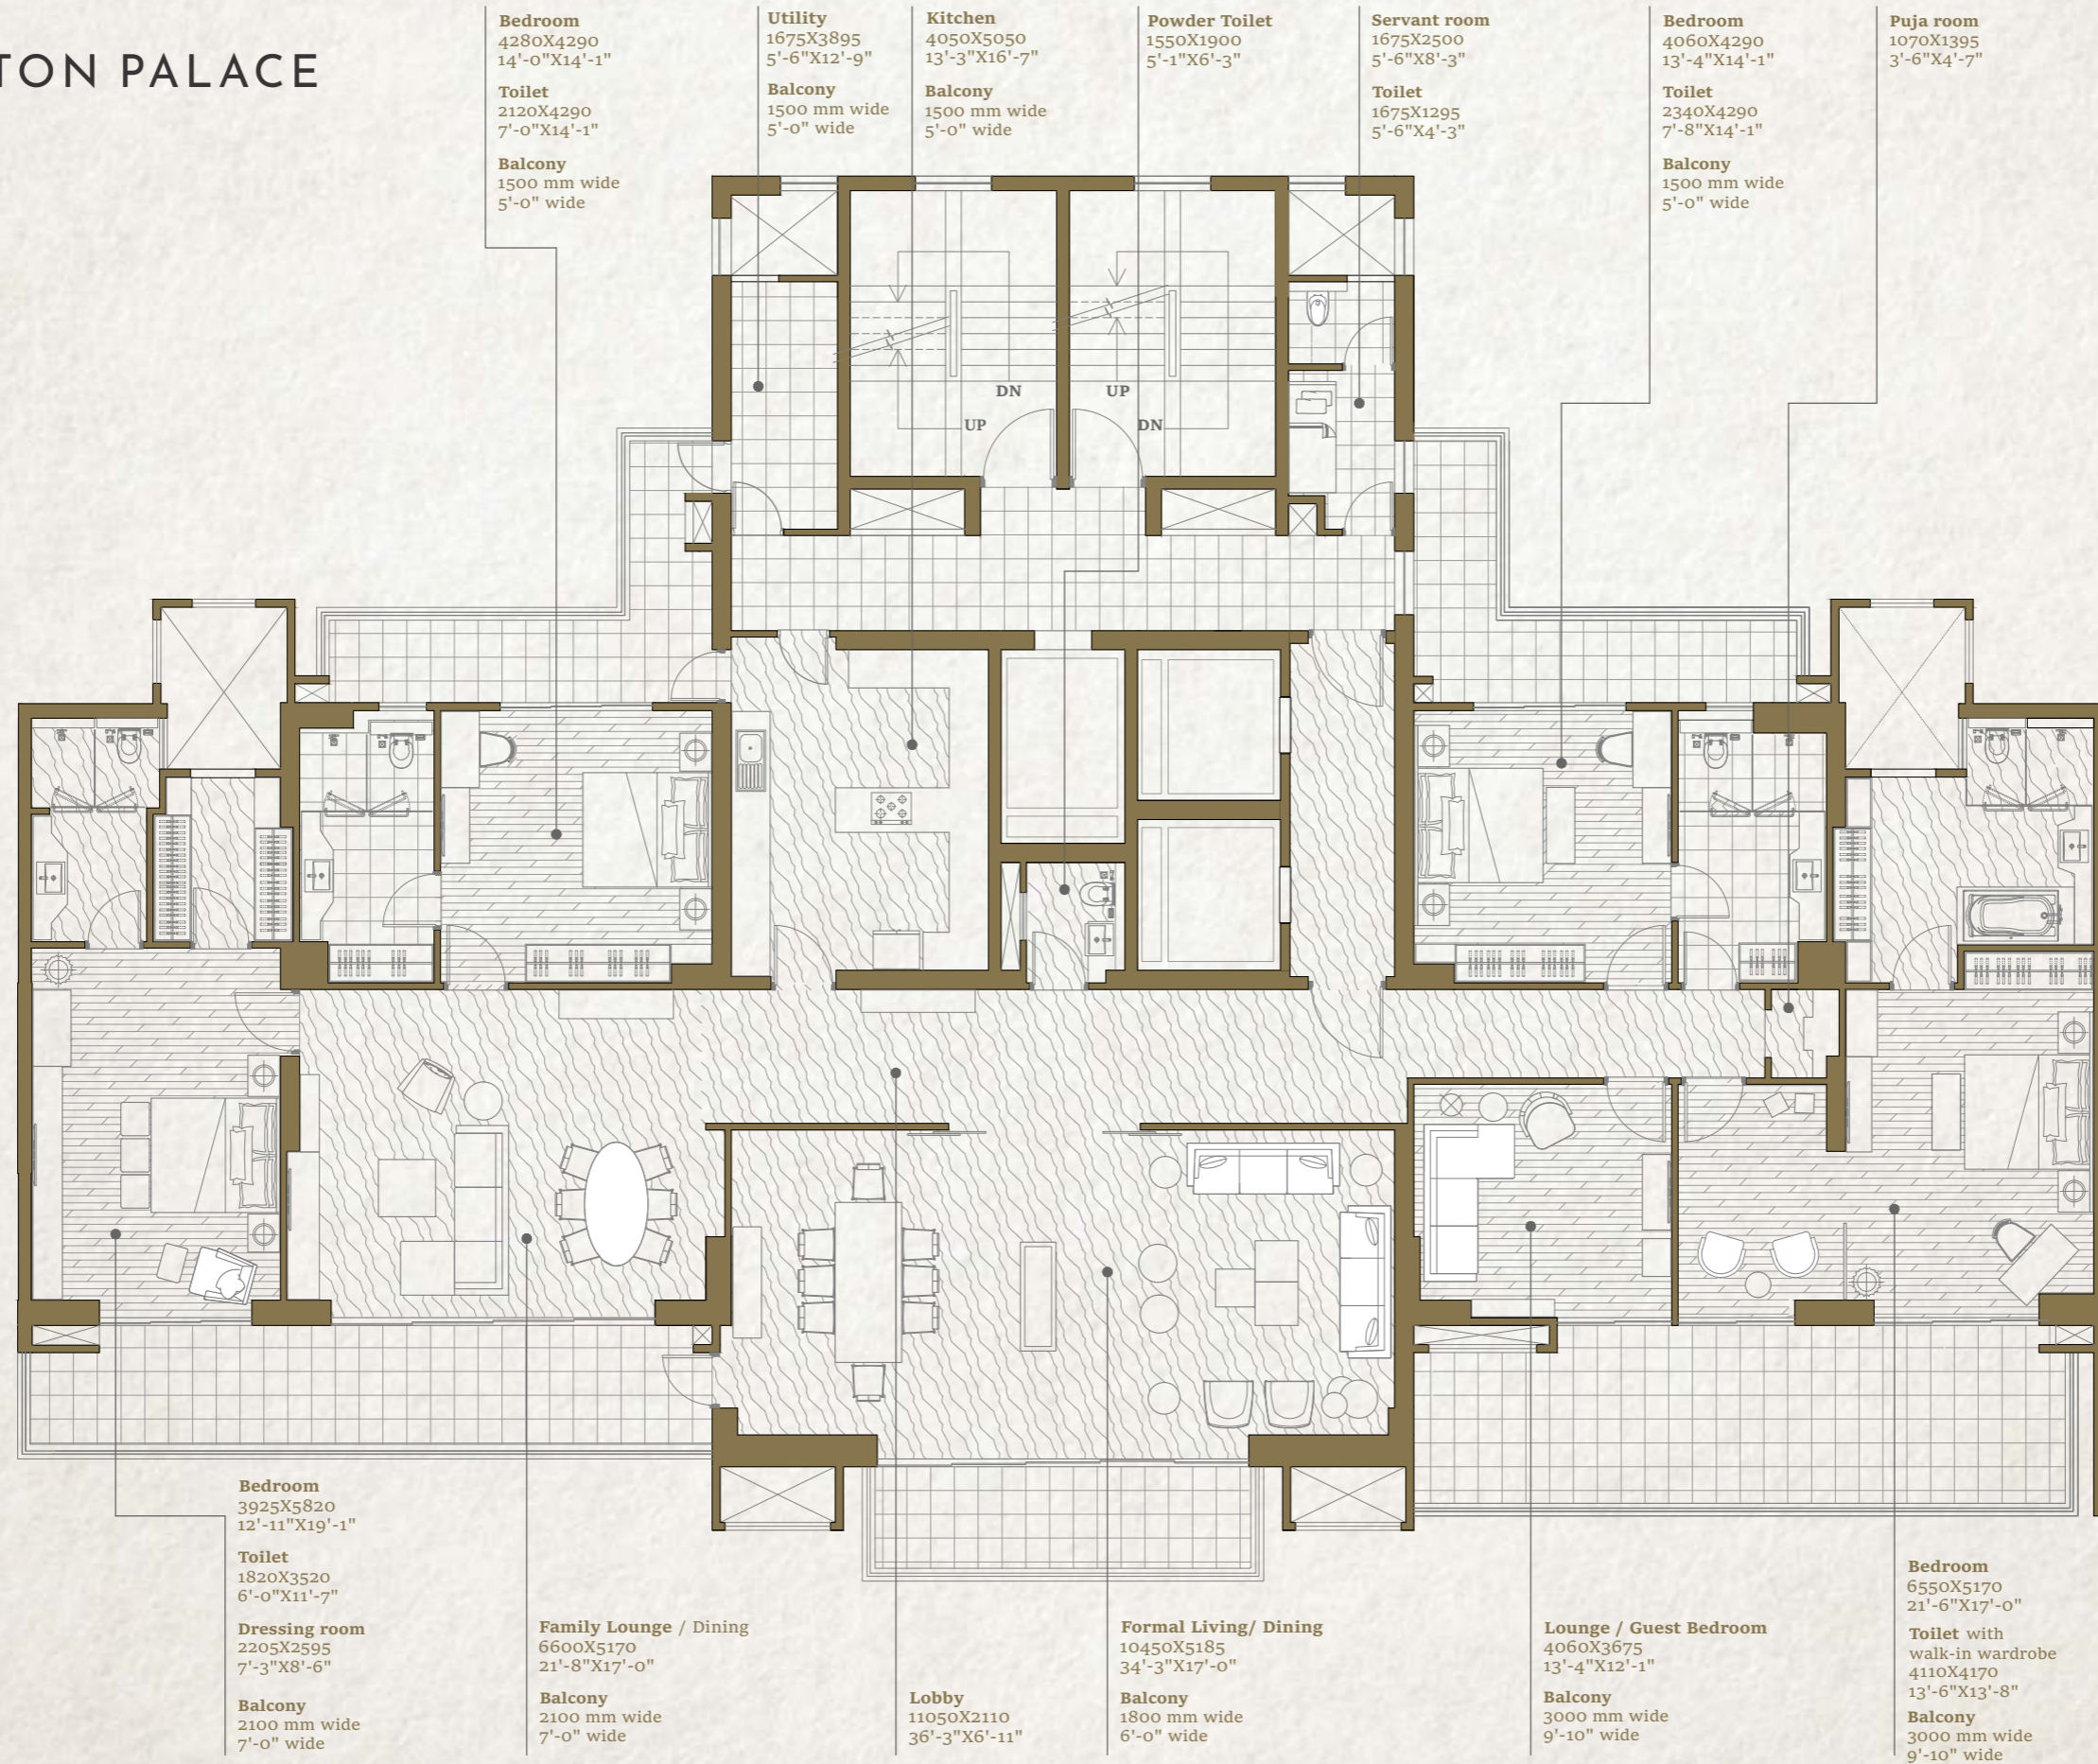 TON PALACE
Bedroom
4280X4290
14'-0"X14'-1"
Toilet
2120X4290
7'-0"X14'-1"
Balcony
1500 mm wide
5'-0" wide
Utility
1675X3895
5'-6"X12'-9"
Balcony
1500 mm wide
5'-0" wide
Kitchen
4050X5050
13'-3"X16'-7"
Balcony
1500 mm wide
5'-0" wide
Powder Toilet
1550X1900
5'-1"X6'-3"
Servant room
1675X2500
5'-6"X8'-3"
Toilet
1675X1295
5'-6"X4'-3"
Bedroom
4060X4290
13'-4"X14'-1"
Toilet
2340X4290
7'-8"X14'-1"
Balcony
1500 mm wide
5'-0" wide
Puja room
1070X1395
3'-6"X4'-7"
DN
UP
UP
DN
Bedroom
3925X5820
12'-11"X19'-1"
Toilet
1820X3520
6'-0"X11'-7"
Dressing room
2205X2595
7'-3"X8'-6"
Balcony
2100 mm wide
7'-0" wide
Family Lounge / Dining
6600X5170
21'-8"X17'-0"
Balcony
2100 mm wide
7'-0" wide
Lobby
11050X2110
36'-3"X6'-11"
Formal Living/ Dining
10450X5185
34'-3"X17'-0"
Balcony
1800 mm wide
6'-0" wide
Lounge / Guest Bedroom
4060X3675
13'-4"X12'-1"
Balcony
3000 mm wide
9'-10" wide
Bedroom
6550X5170
21'-6"X17'-0"
Toilet with
walk-in wardrobe
4110X4170
13'-6"X13'-8"
Balcony
3000 mm wide
9'-10" wide